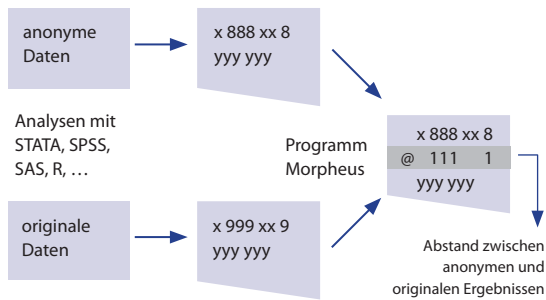 anonyme
Daten
x 888 xx 8
yyy yyy
Analysen mit
STATA, SPSS,
SAS, R, …
Programm
Morpheus
x 888 xx 8
@ 111 1
yyy yyy
originale
Daten
x 999 xx 9
yyy yyy
Abstand zwischen
anonymen und
originalen Ergebnissen